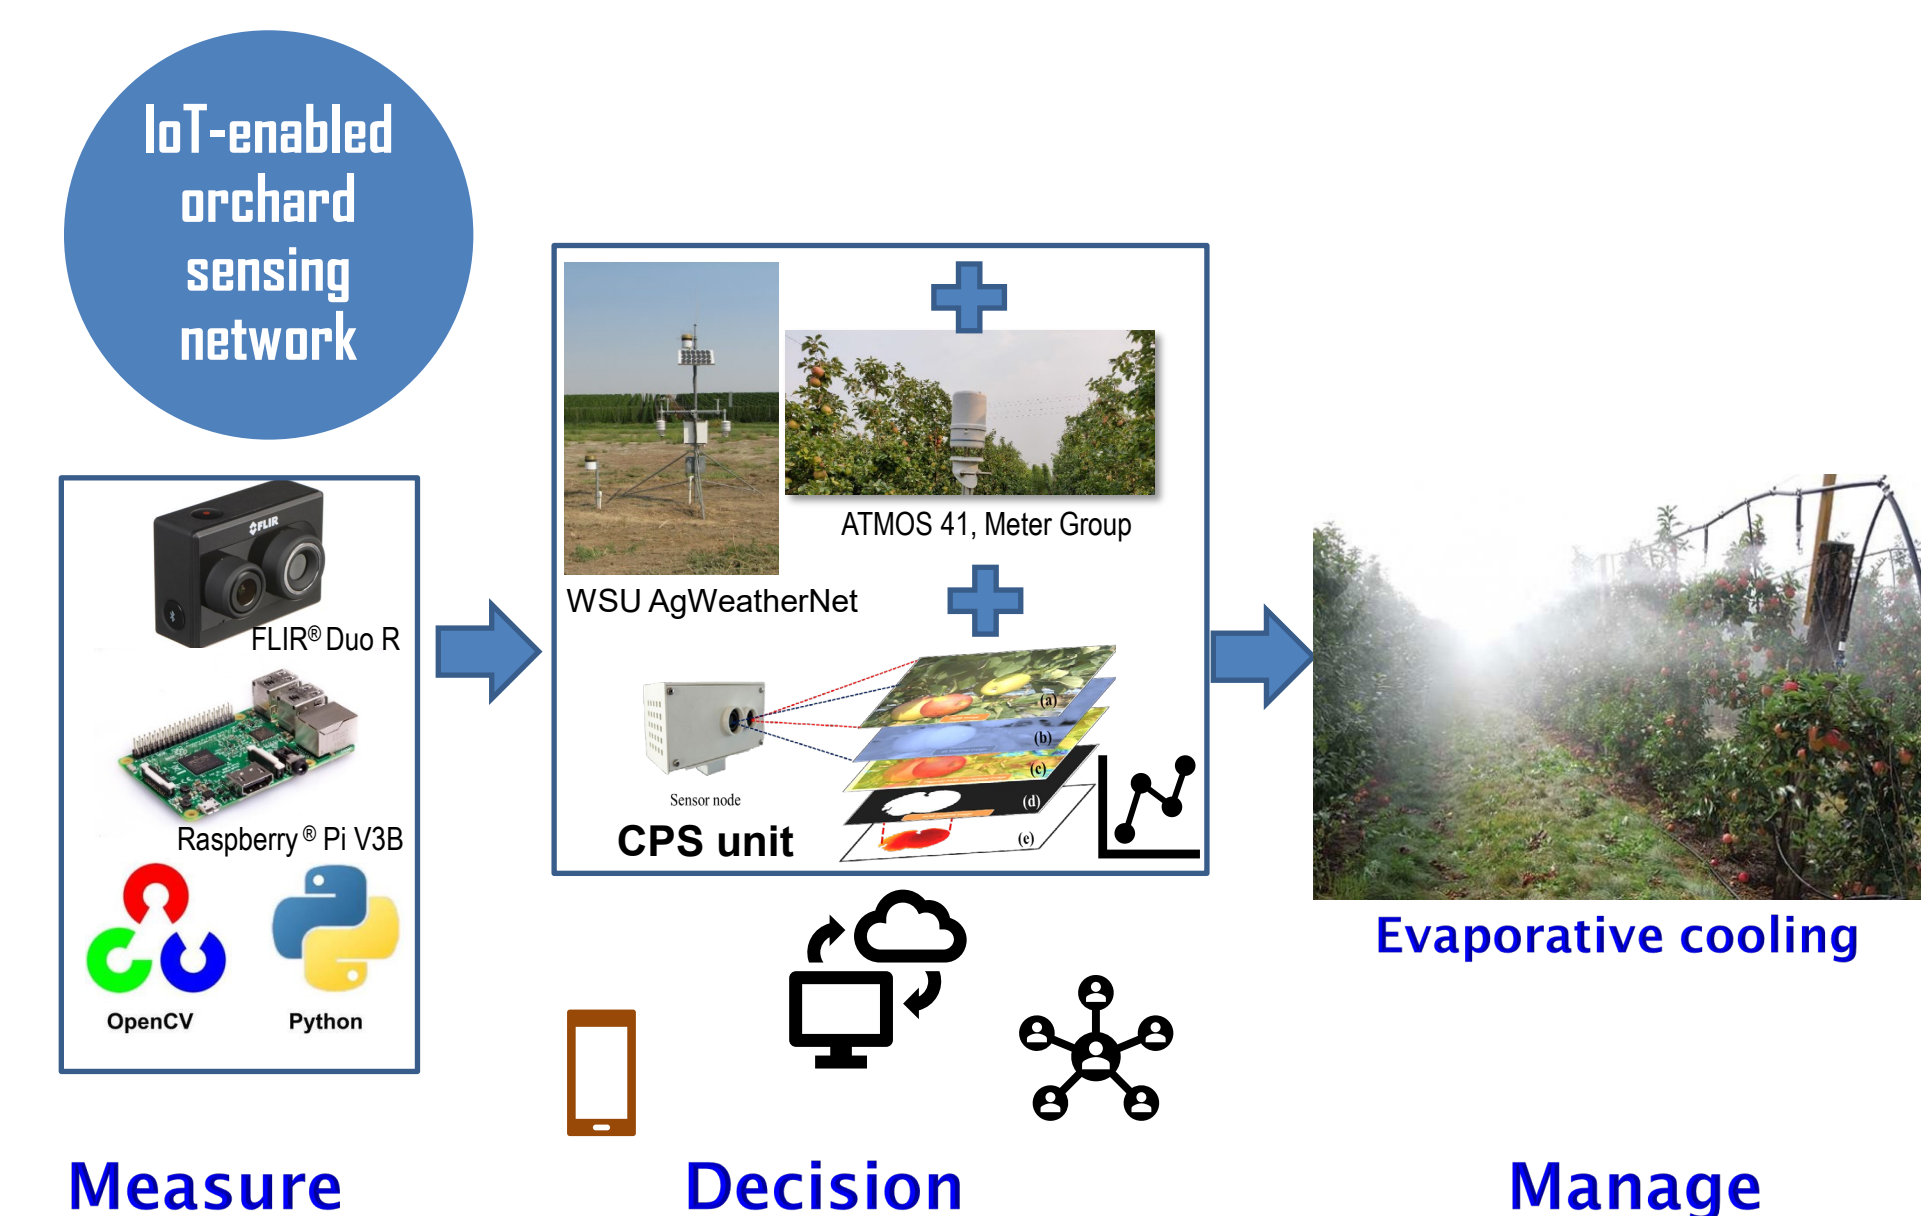 IoT-enabled
orchard
sensing
network
FLIR
FLIR® Duo R
Raspberry® Pi V3B
OpenCV
Python
ATMOS 41, Meter Group
WSU AgWeatherNet
(a)
(b)
(c)
(d)
(e)
Sensor node
CPS unit
Evaporative cooling
Measure
Decision
Manage